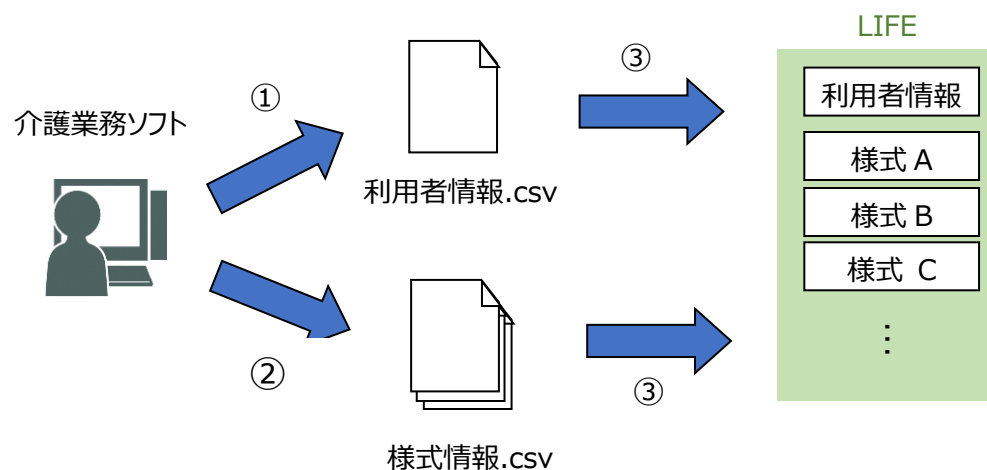 LIFE
③
利用者情報
①
介護業務ソフト
様式 A
利用者情報.csv
様式 B
様式 C
⋮
②
③
様式情報.csv